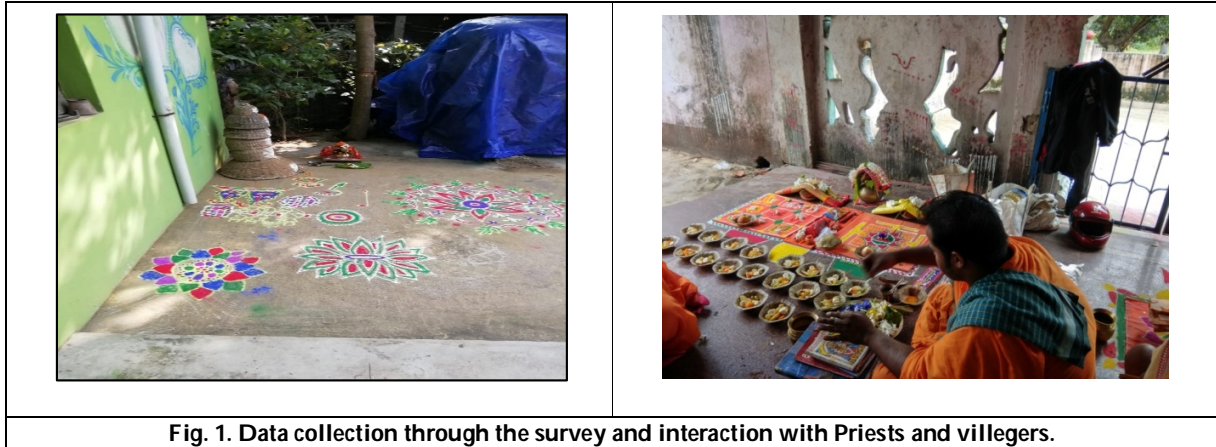 Fig. 1. Data collection through the survey and interaction with Priests and villegers.